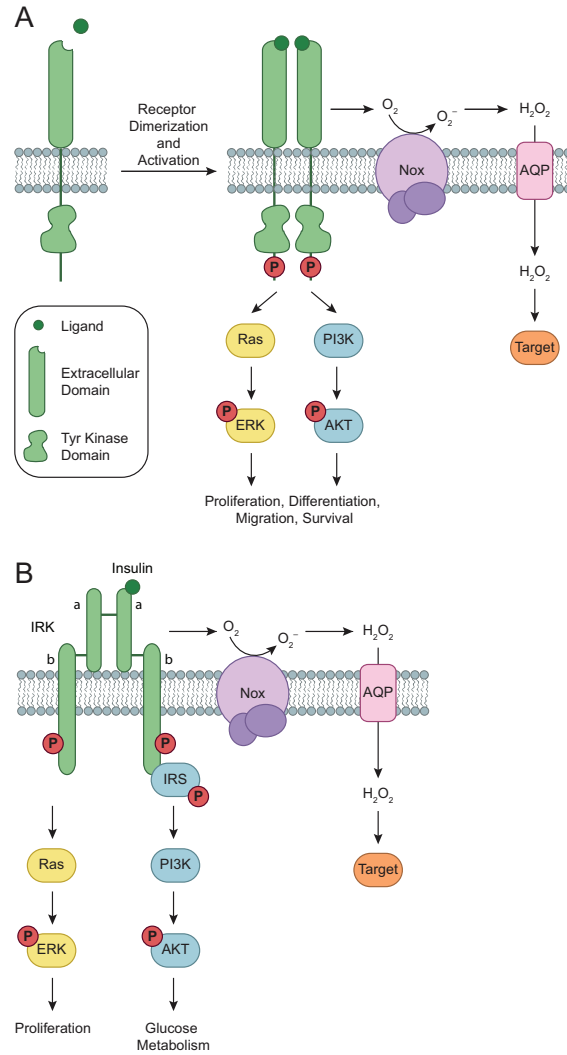 A
Receptor
Dimerization
and
Activation
O₂
O₂⁻
H₂O₂
Nox
AQP
P
P
H₂O₂
Ligand
Extracellular
Domain
Tyr Kinase
Domain
Ras
PI3K
Target
P
ERK
P
AKT
Proliferation, Differentiation,
Migration, Survival
B
Insulin
a
a
IRK
b
b
O₂
O₂⁻
H₂O₂
Nox
AQP
P
P
IRS
P
H₂O₂
Ras
PI3K
Target
P
ERK
P
AKT
Proliferation
Glucose
Metabolism